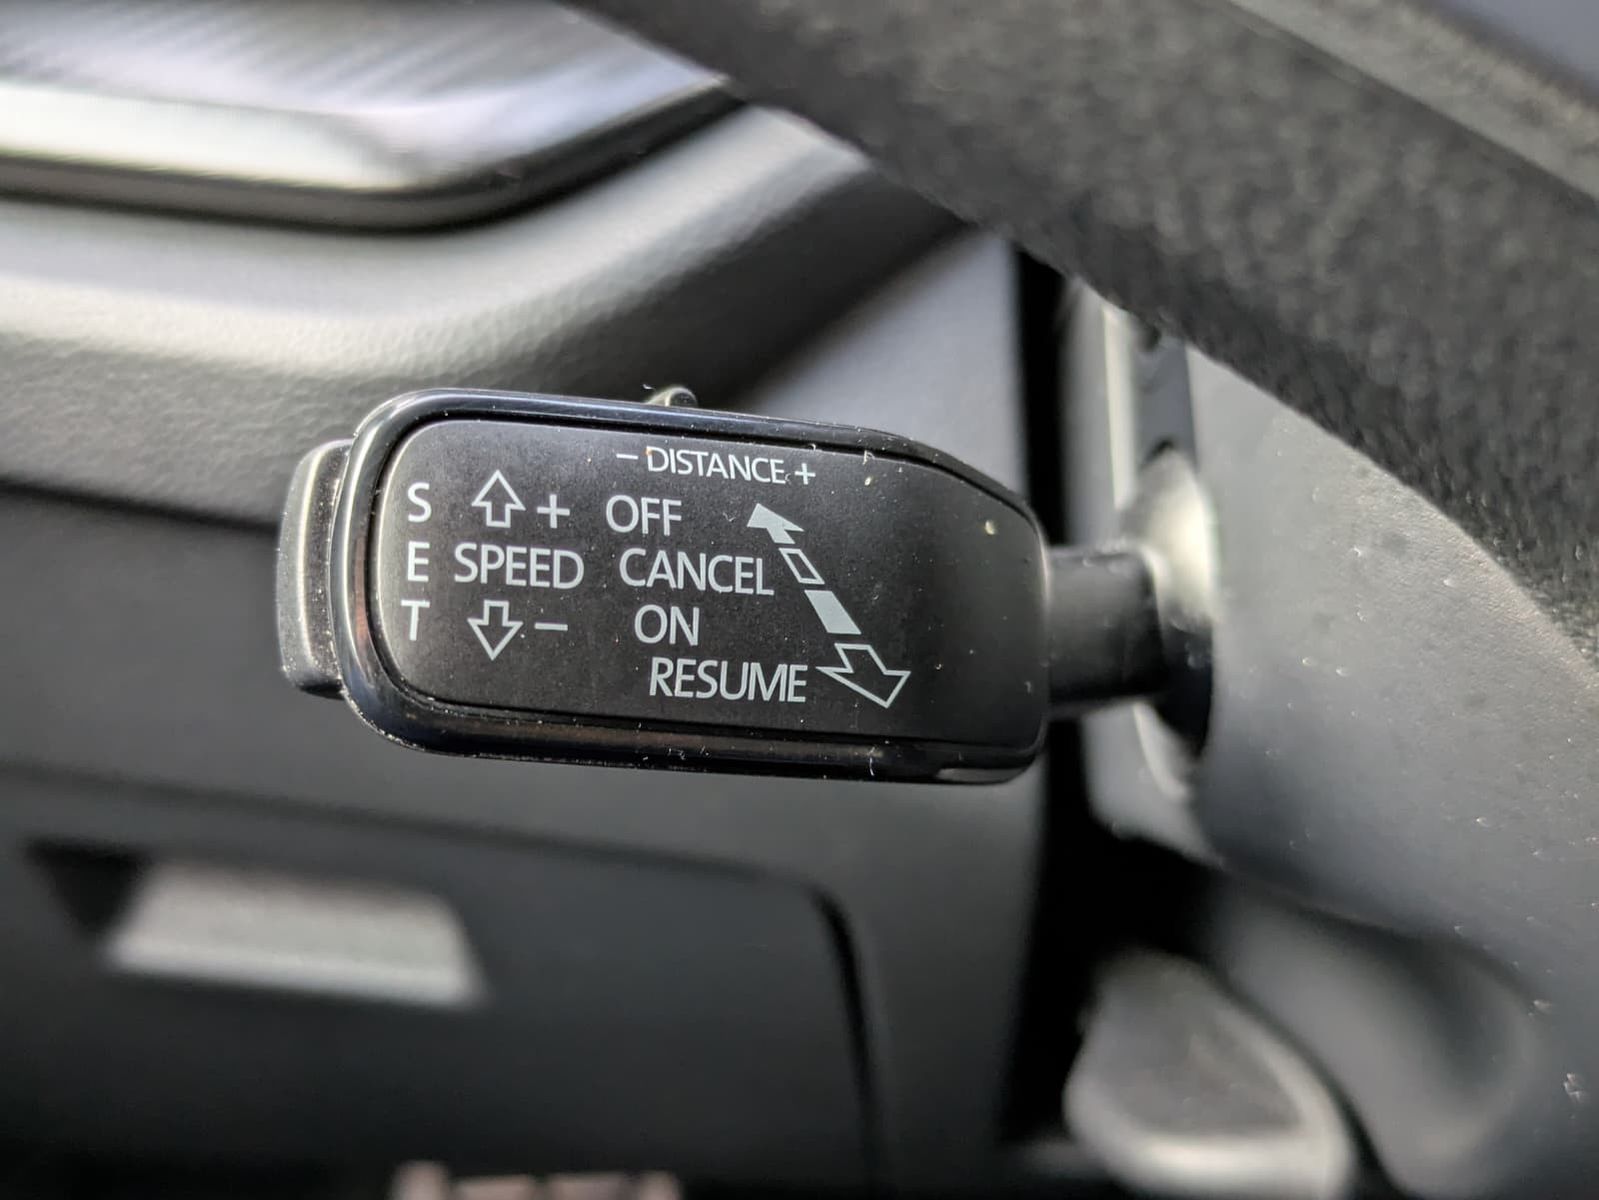 - DISTANCE +
S + OFF
E SPEED CANCEL
T - ON
RESUME